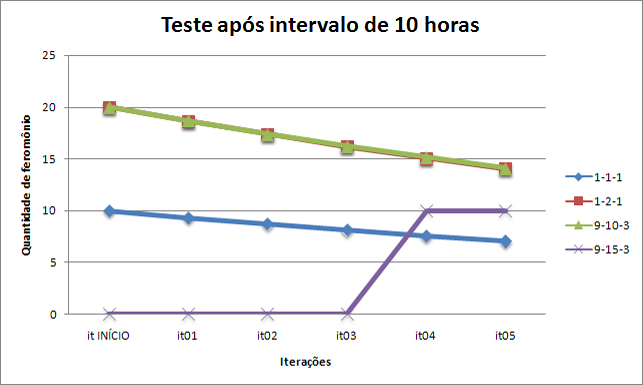 Teste após intervalo de 10 horas
Quantidade de feromônio
25
20
15
10
5
0
it INÍCIO
it01
it02
it03
it04
it05
Iterações
1-1-1
1-2-1
9-10-3
9-15-3